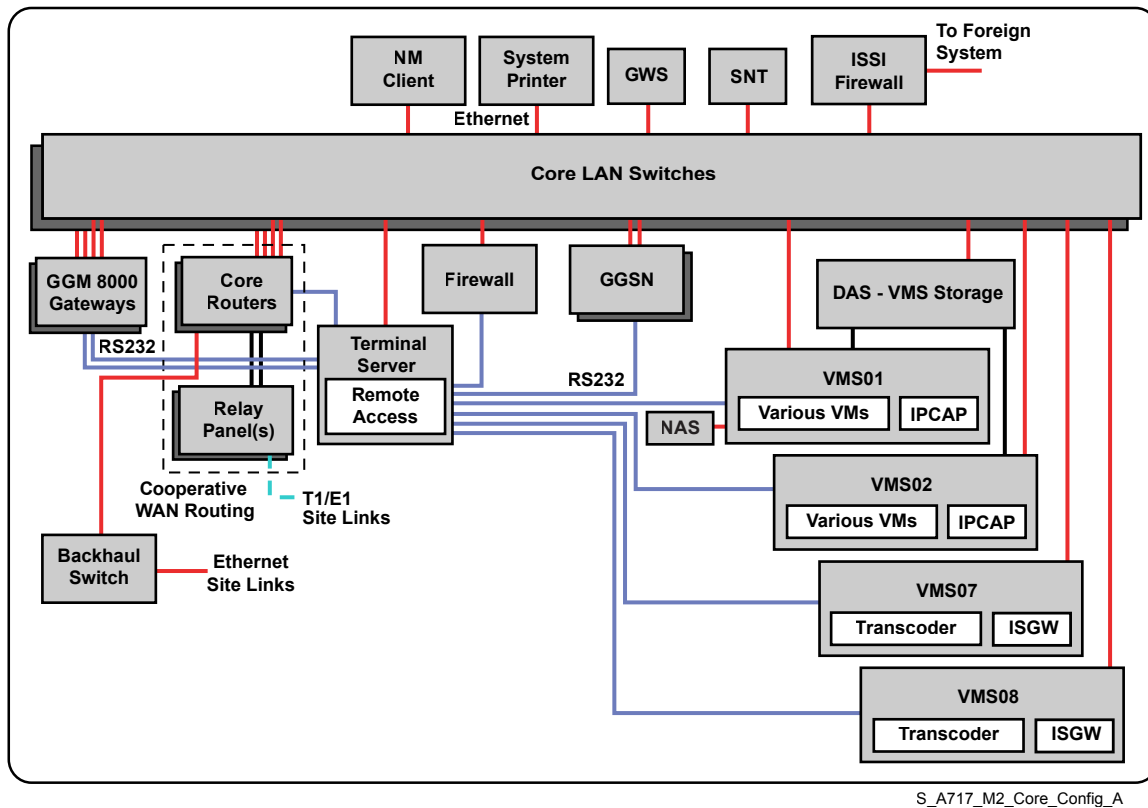 To Foreign
System
NM
Client
System
Printer
GWS
SNT
ISSI
Firewall
Ethernet
Core LAN Switches
GGM 8000
Gateways
Core
Routers
Firewall
GGSN
DAS - VMS Storage
RS232
Terminal
Server
Remote
Access
RS232
VMS01
Various VMs
IPCAP
NAS
Relay
Panel(s)
VMS02
Various VMs
IPCAP
Cooperative
WAN Routing
T1/E1
Site Links
Backhaul
Switch
Ethernet
Site Links
VMS07
Transcoder
ISGW
VMS08
Transcoder
ISGW
S_A717_M2_Core_Config_A